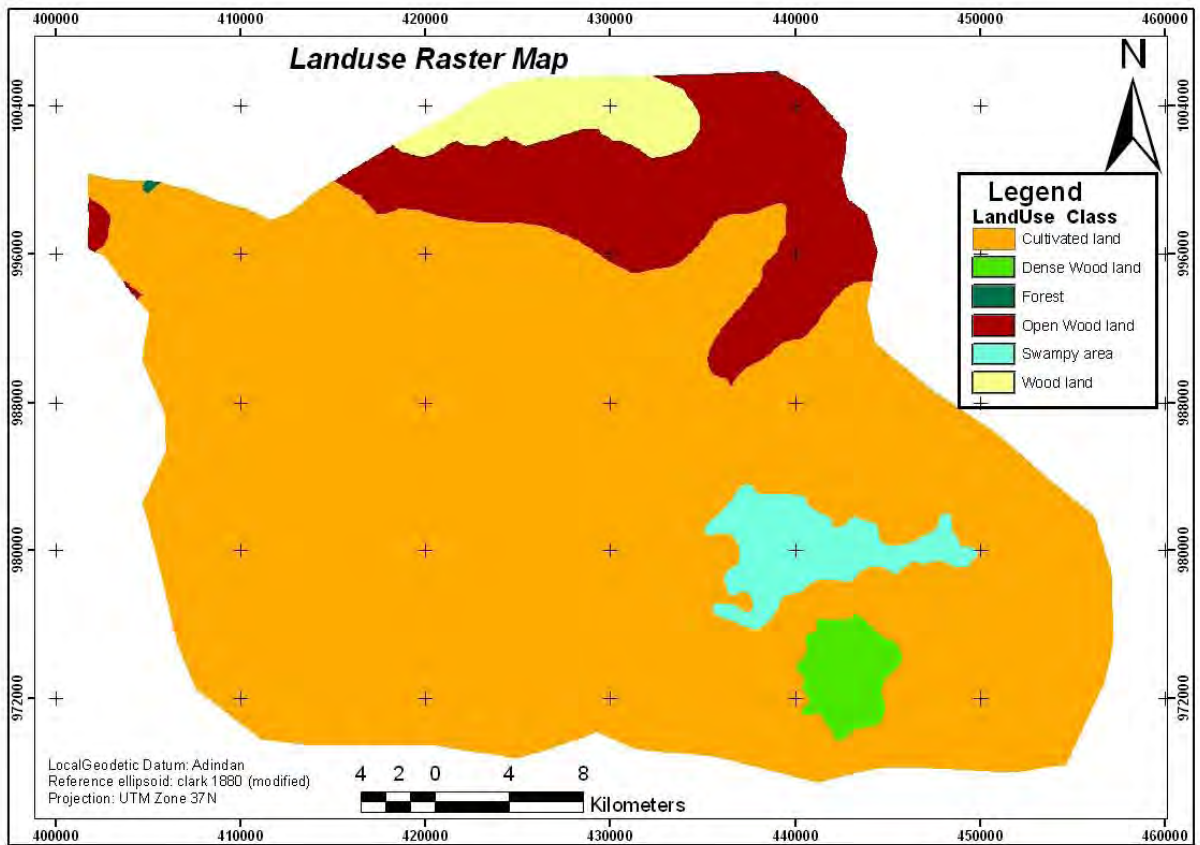 400000 410000 420000 430000 440000 450000 460000
Landuse Raster Map
N
1004000 1004000
Legend
LandUse Class
Cultivated land
Dense Wood land
Forest
Open Wood land
Swampy area
Wood land
996000 996000
988000 988000
980000 980000
972000 972000
LocalGeodetic Datum: Adindan
Reference ellipsoid: clark 1880 (modified)
Projection: UTM Zone 37N
4 2 0 4 8
Kilometers
400000 410000 420000 430000 440000 450000 460000